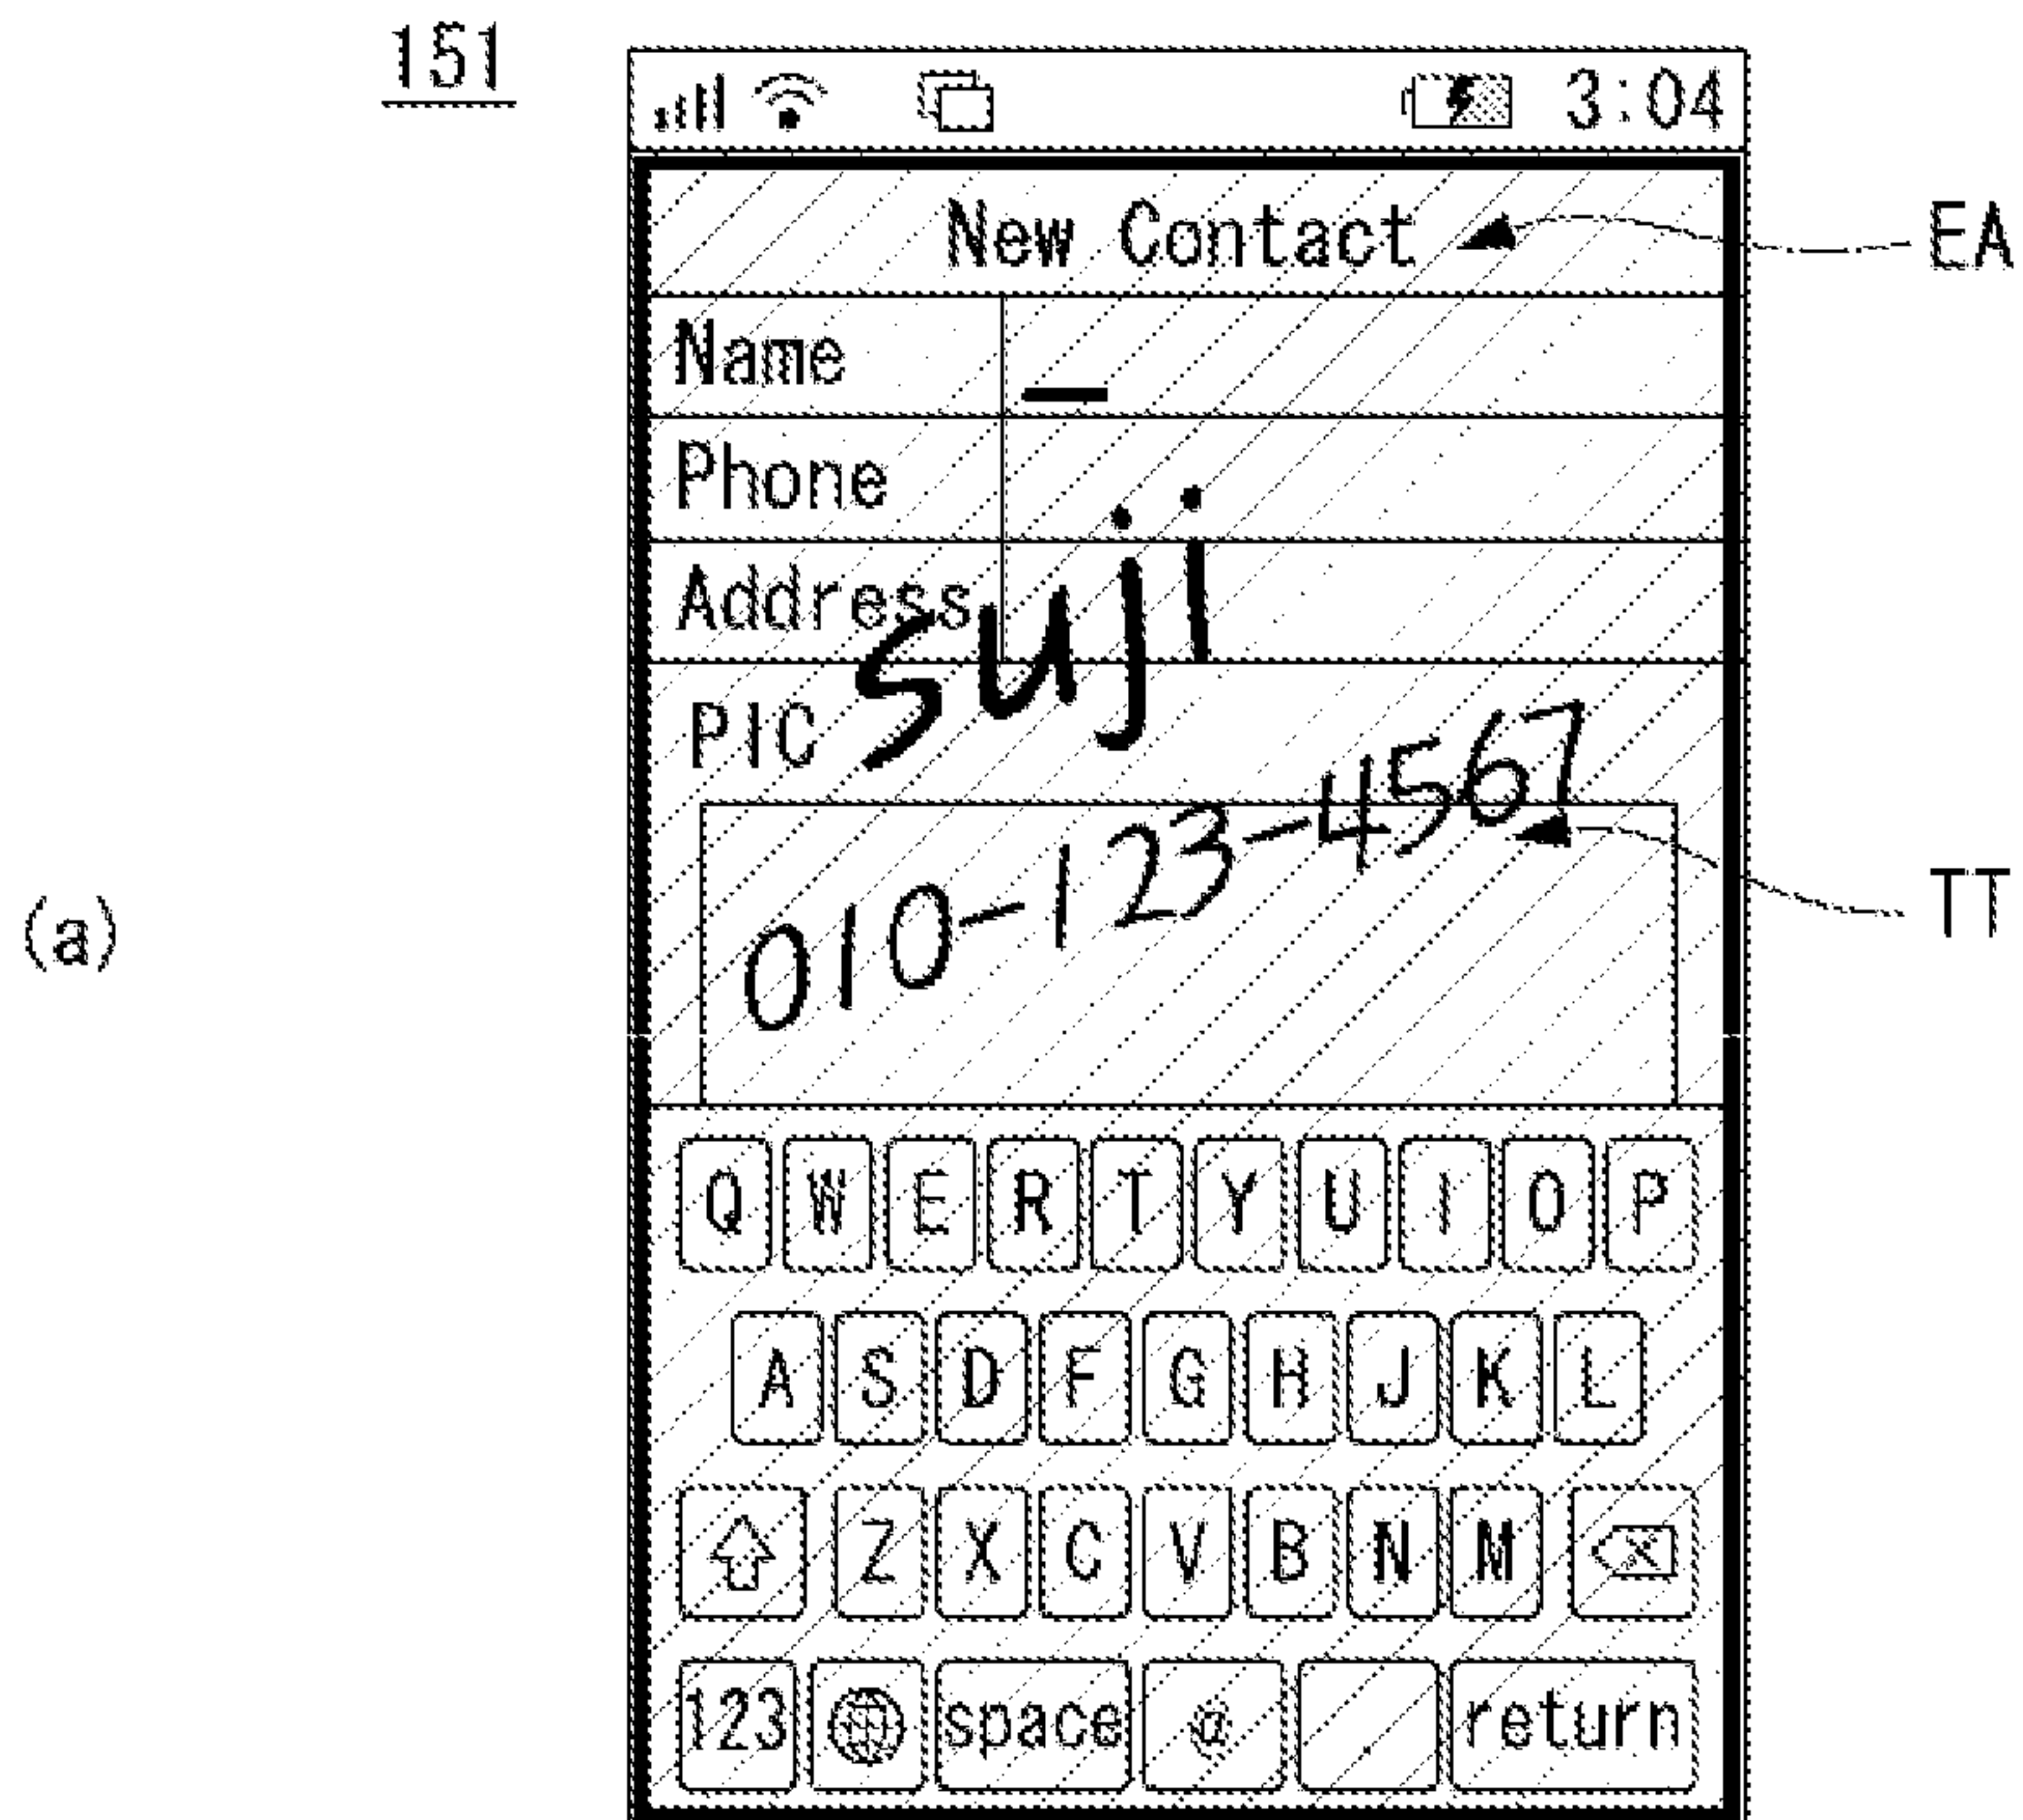 151
3:04
New Contact
EA
Name
Phone
Address
suji
PIC
010-123-4567
TT
(a)
Q W E R T Y U I O P
A S D F G H J K L
Z X C V B N M
123 space @ . return